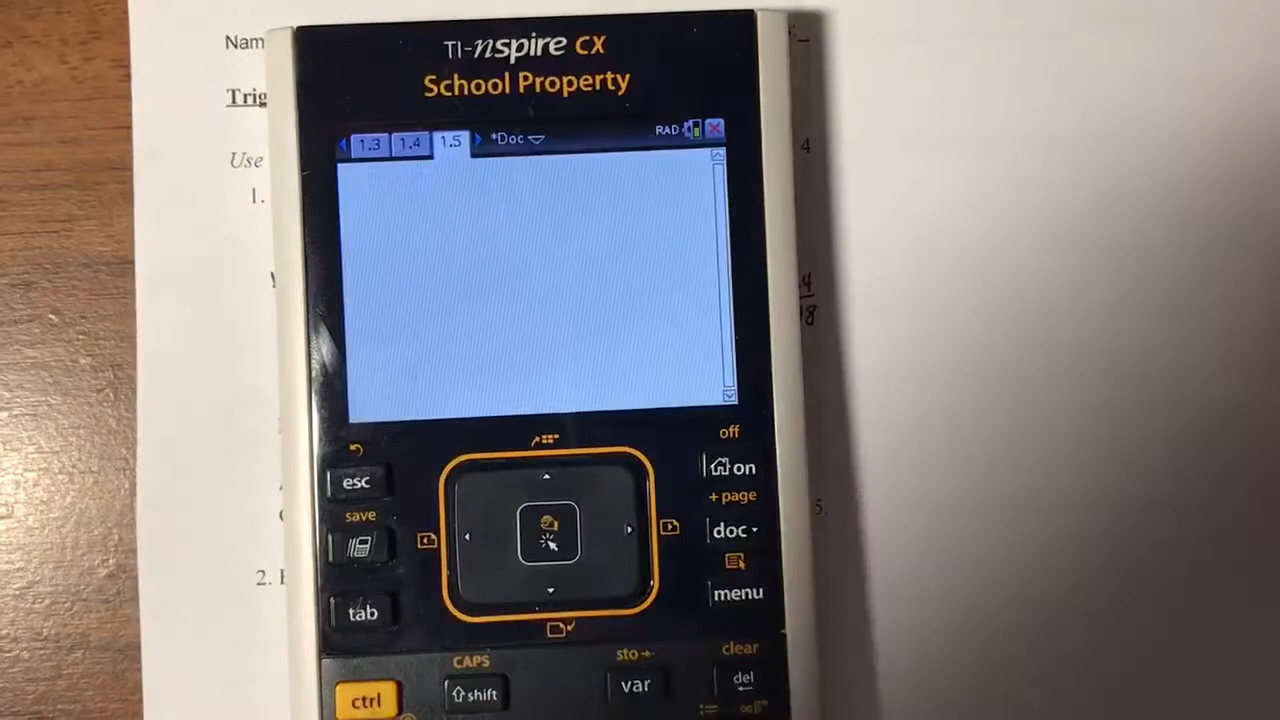 Nam
TI-nspire CX
School Property
Trig
1.3 1.4 1.5 *Doc RAD
4
Use
1.
off
esc
on
save
+ page
5.
doc
2.
menu
tab
CAPS
sto→
clear
ctrl
shift
var
del